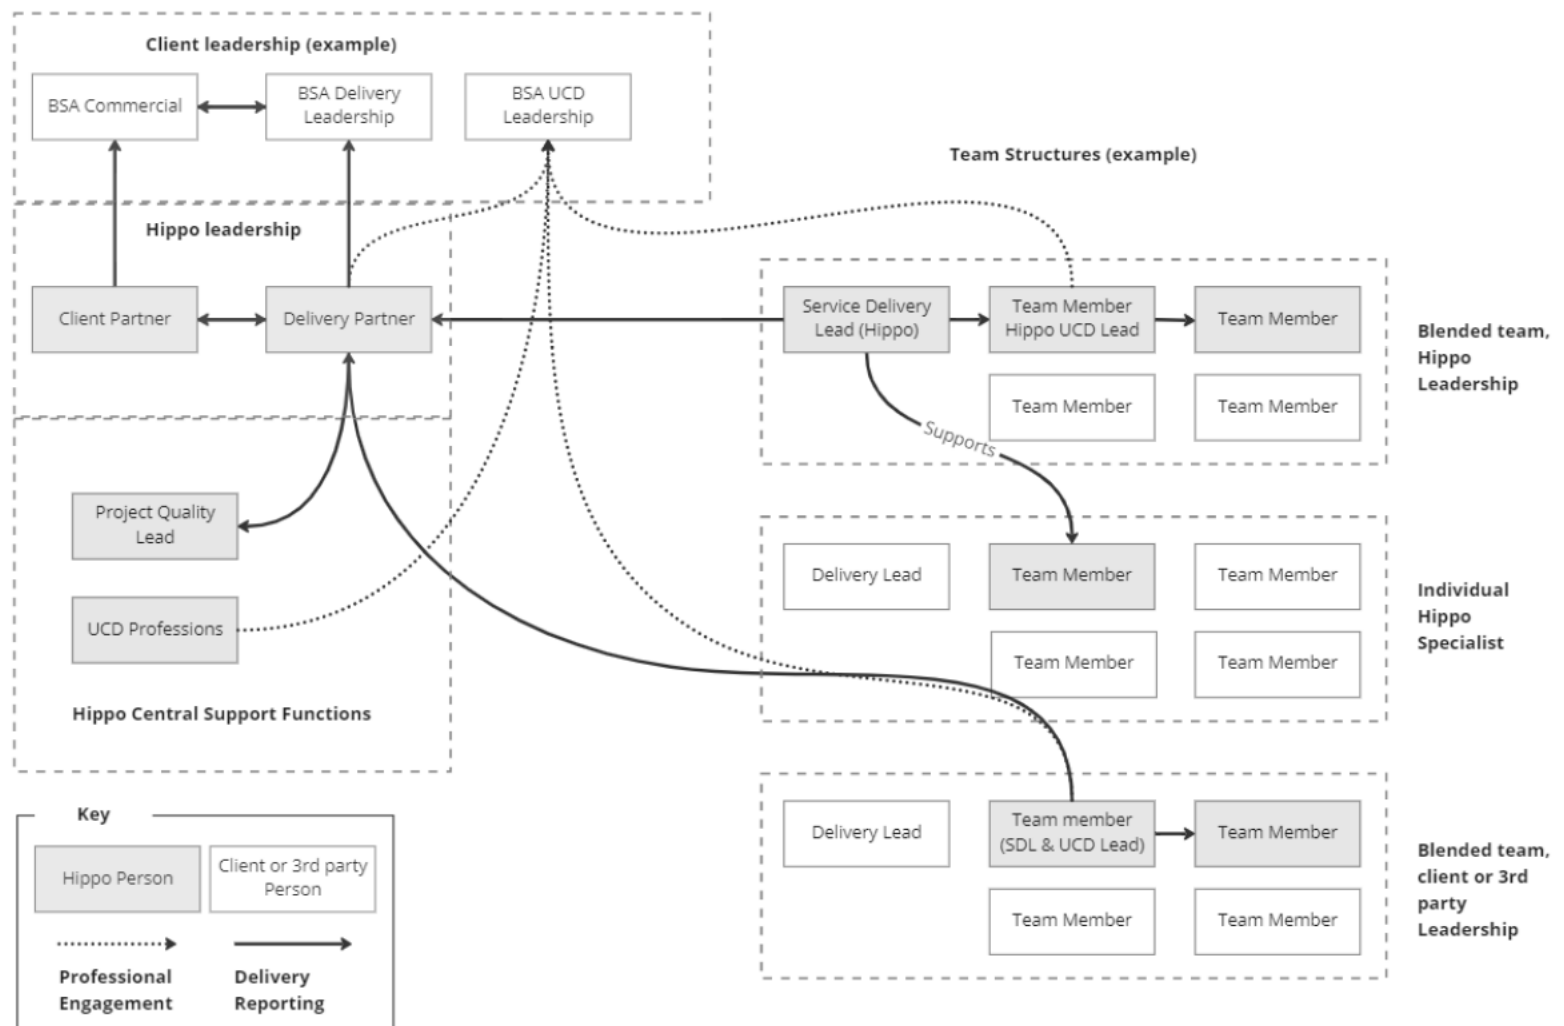 Client leadership (example)
BSA Commercial
BSA Delivery
Leadership
BSA UCD
Leadership
Hippo leadership
Client Partner
Delivery Partner
Project Quality
Lead
UCD Professions
Hippo Central Support Functions
Team Structures (example)
Service Delivery
Lead (Hippo)
Team Member
Hippo UCD Lead
Team Member
Team Member
Team Member
Blended team,
Hippo
Leadership
Supports
Delivery Lead
Team Member
Team Member
Team Member
Team Member
Individual
Hippo
Specialist
Delivery Lead
Team member
(SDL & UCD Lead)
Team Member
Team Member
Team Member
Blended team,
client or 3rd
party
Leadership
Key
Hippo Person
Client or 3rd party
Person
Professional
Engagement
Delivery
Reporting